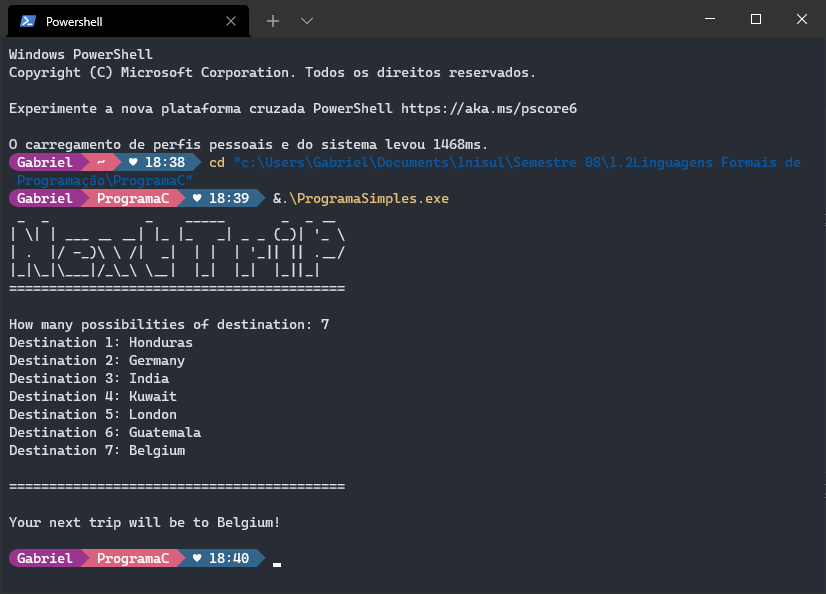 Powershell
Windows PowerShell
Copyright (C) Microsoft Corporation. Todos os direitos reservados.
Experimente a nova plataforma cruzada PowerShell https://aka.ms/pscore6
O carregamento de perfis pessoais e do sistema levou 1468ms.
Gabriel ~ ♥ 18:38 cd "c:\Users\Gabriel\Documents\1nisul\Semestre 08\1.2Linguagens Formais de
Programação\ProgramaC"
Gabriel ProgramaC ♥ 18:39 &.\ProgramaSimples.exe
Next Trip
==========================================
How many possibilities of destination: 7
Destination 1: Honduras
Destination 2: Germany
Destination 3: India
Destination 4: Kuwait
Destination 5: London
Destination 6: Guatemala
Destination 7: Belgium
==========================================
Your next trip will be to Belgium!
Gabriel ProgramaC ♥ 18:40